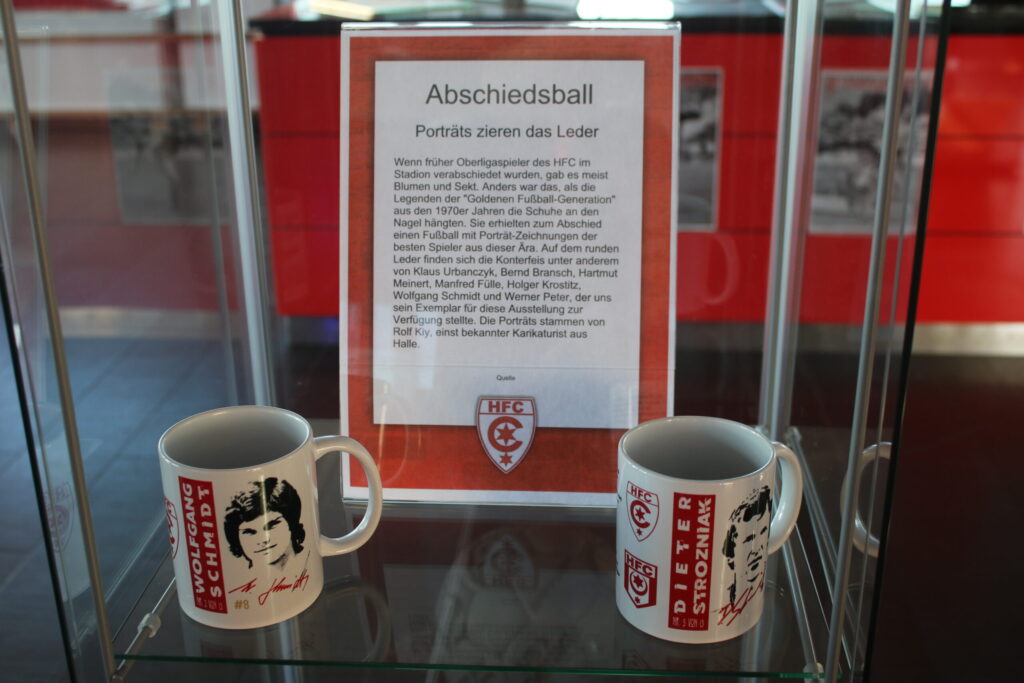 Abschiedsball
Porträts zieren das Leder
Wenn früher Oberligaspieler des HFC im
Stadion verabschiedet wurden, gab es meist
Blumen und Sekt. Anders war das, als die
Legenden der "Goldenen Fußball-Generation"
aus den 1970er Jahren die Schuhe an den
Nagel hängten. Sie erhielten zum Abschied
einen Fußball mit Porträt-Zeichnungen der
besten Spieler aus dieser Ära. Auf dem runden
Leder finden sich die Konterfeis unter anderem
von Klaus Urbanczyk, Bernd Bransch, Hartmut
Meinert, Manfred Fülle, Holger Krostitz,
Wolfgang Schmidt und Werner Peter, der uns
sein Exemplar für diese Ausstellung zur
Verfügung stellte. Die Porträts stammen von
Rolf Kiy, einst bekannter Karikaturist aus
Halle.
Quelle
HFC
WOLFGANG
SCHMIDT
#8
HFC
HFC
DIETER
STROZNIAK